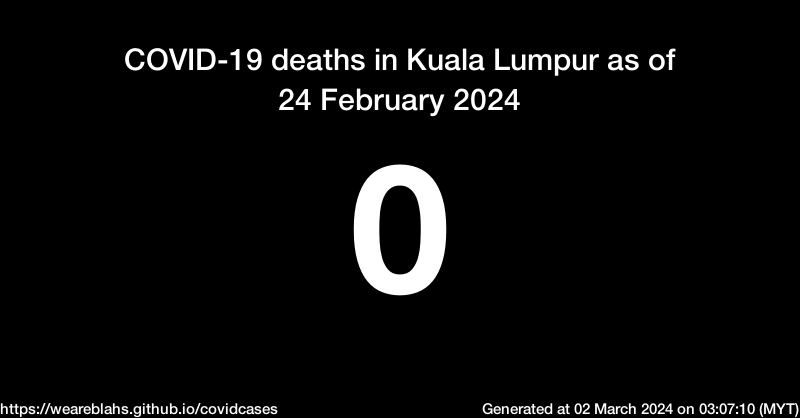 COVID-19 deaths in Kuala Lumpur as of
24 February 2024
0
https://weareblahs.github.io/covidcases
Generated at 02 March 2024 on 03:07:10 (MYT)